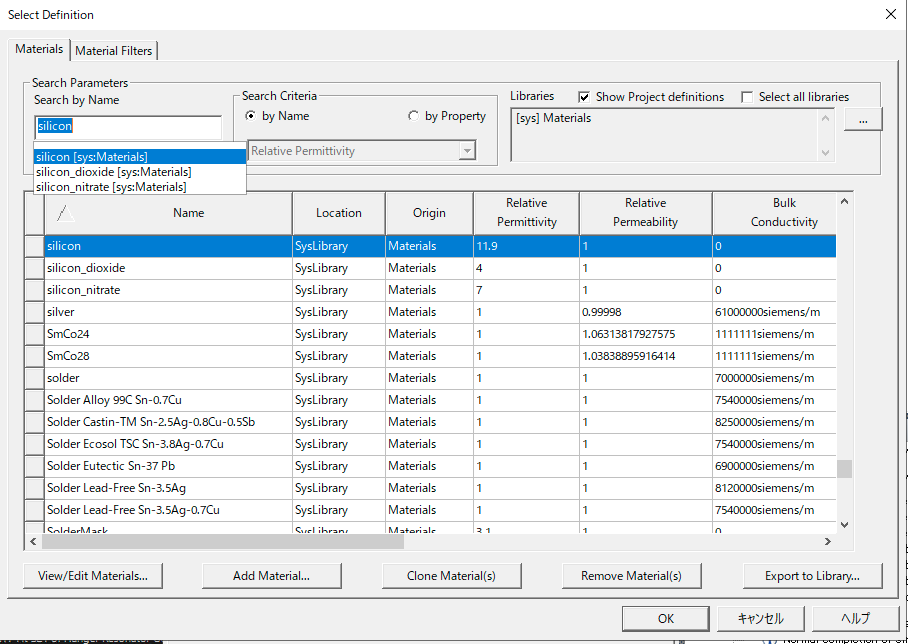 Select Definition
Materials Material Filters
Search Parameters
Search by Name
silicon
silicon [sys:Materials]
silicon_dioxide [sys:Materials]
silicon_nitrate [sys:Materials]
Search Criteria
by Name by Property
Relative Permittivity
Libraries Show Project definitions Select all libraries
[sys] Materials
...
Name Location Origin Relative Permittivity Relative Permeability Bulk Conductivity
silicon SysLibrary Materials 11.9 1 0
silicon_dioxide SysLibrary Materials 4 1 0
silicon_nitrate SysLibrary Materials 7 1 0
silver SysLibrary Materials 1 0.99998 61000000siemens/m
SmCo24 SysLibrary Materials 1 1.06313817927575 1111111siemens/m
SmCo28 SysLibrary Materials 1 1.03838895916414 1111111siemens/m
solder SysLibrary Materials 1 1 7000000siemens/m
Solder Alloy 99C Sn-0.7Cu SysLibrary Materials 1 1 7540000siemens/m
Solder Castin-TM Sn-2.5Ag-0.8Cu-0.5Sb SysLibrary Materials 1 1 8250000siemens/m
Solder Ecosol TSC Sn-3.8Ag-0.7Cu SysLibrary Materials 1 1 7540000siemens/m
Solder Eutectic Sn-37 Pb SysLibrary Materials 1 1 6900000siemens/m
Solder Lead-Free Sn-3.5Ag SysLibrary Materials 1 1 8120000siemens/m
Solder Lead-Free Sn-3.5Ag-0.7Cu SysLibrary Materials 1 1 7540000siemens/m
SolderMask SysLibrary Materials 3.1 1 0
View/Edit Materials... Add Material... Clone Material(s) Remove Material(s) Export to Library...
OK キャンセル ヘルプ